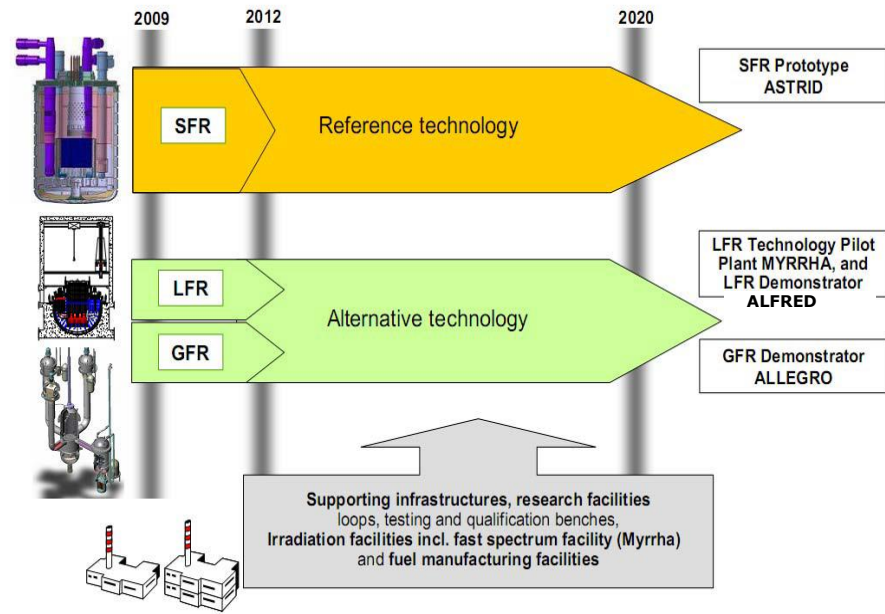 2009
2012
2020
SFR
Reference technology
SFR Prototype
ASTRID
LFR
GFR
Alternative technology
LFR Technology Pilot
Plant MYRRHA, and
LFR Demonstrator
ALFRED
GFR Demonstrator
ALLEGRO
Supporting infrastructures, research facilities
loops, testing and qualification benches,
Irradiation facilities incl. fast spectrum facility (Myrrha)
and fuel manufacturing facilities